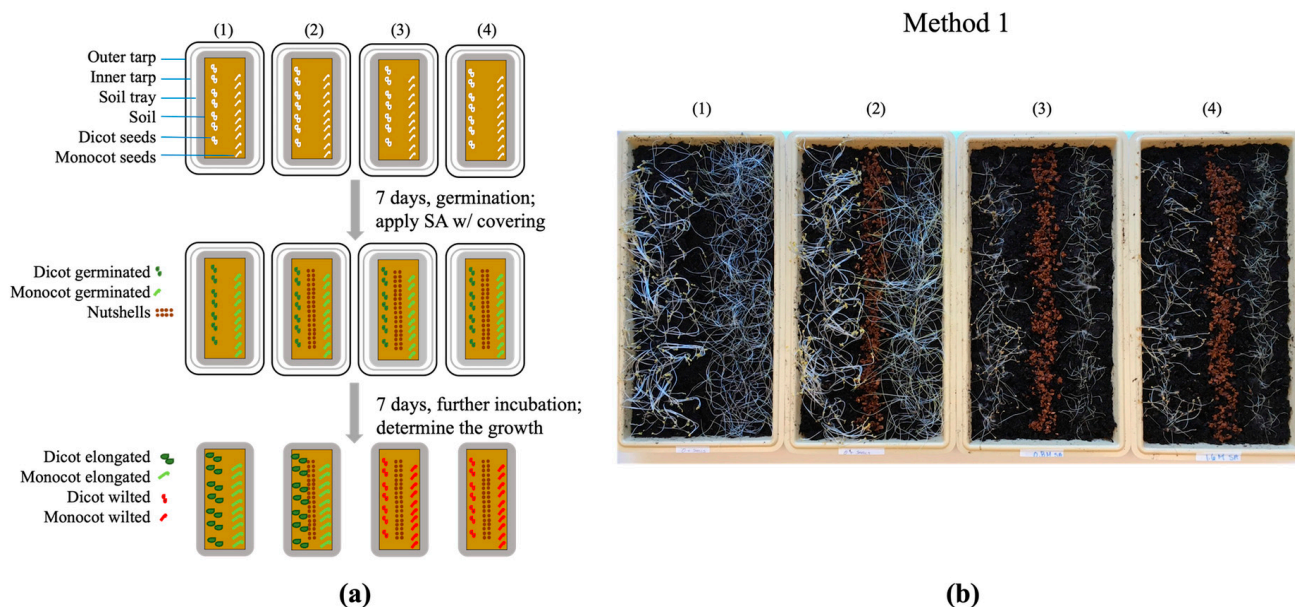 Method 1
(1) (2) (3) (4)
Outer tarp
Inner tarp
Soil tray
Soil
Dicot seeds
Monocot seeds
7 days, germination;
apply SA w/ covering
Dicot germinated
Monocot germinated
Nutshells
7 days, further incubation;
determine the growth
Dicot elongated
Monocot elongated
Dicot wilted
Monocot wilted
(a)
(1) (2) (3) (4)
(b)